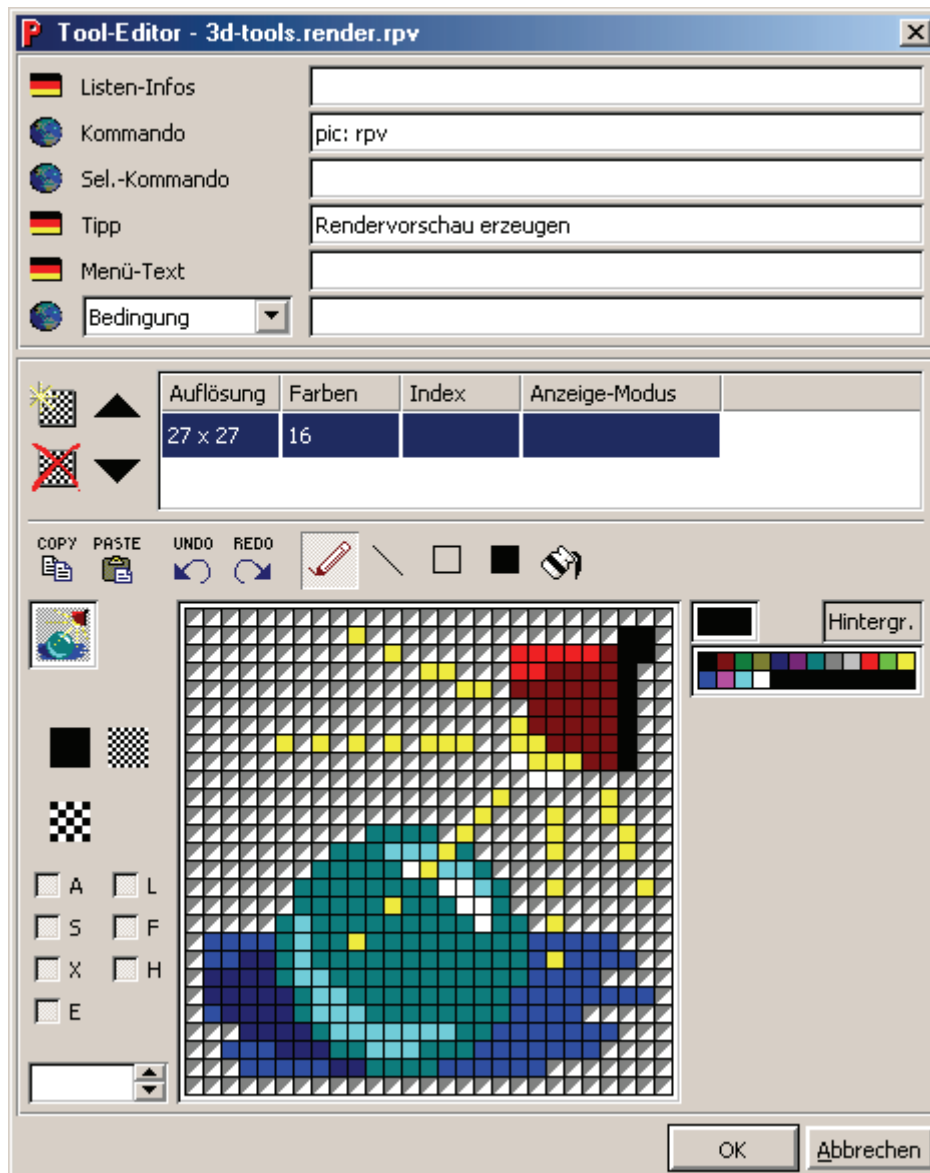 P Tool-Editor - 3d-tools.render.rpv
Listen-Infos
Kommando pic: rpv
Sel.-Kommando
Tipp Rendervorschau erzeugen
Menü-Text
Bedingung
Auflösung Farben Index Anzeige-Modus
27 x 27 16
COPY PASTE UNDO REDO
Hintergr.
A L
S F
X H
E
OK Abbrechen